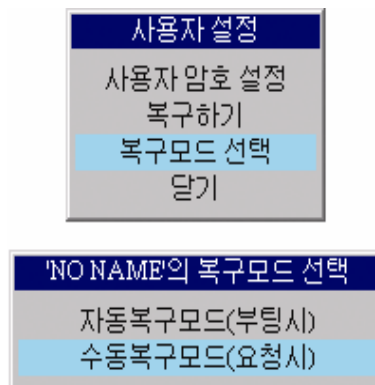 사용자 설정
사용자 암호 설정
복구하기
복구모드 선택
닫기
'NO NAME'의 복구모드 선택
자동복구모드(부팅시)
수동복구모드(요청시)